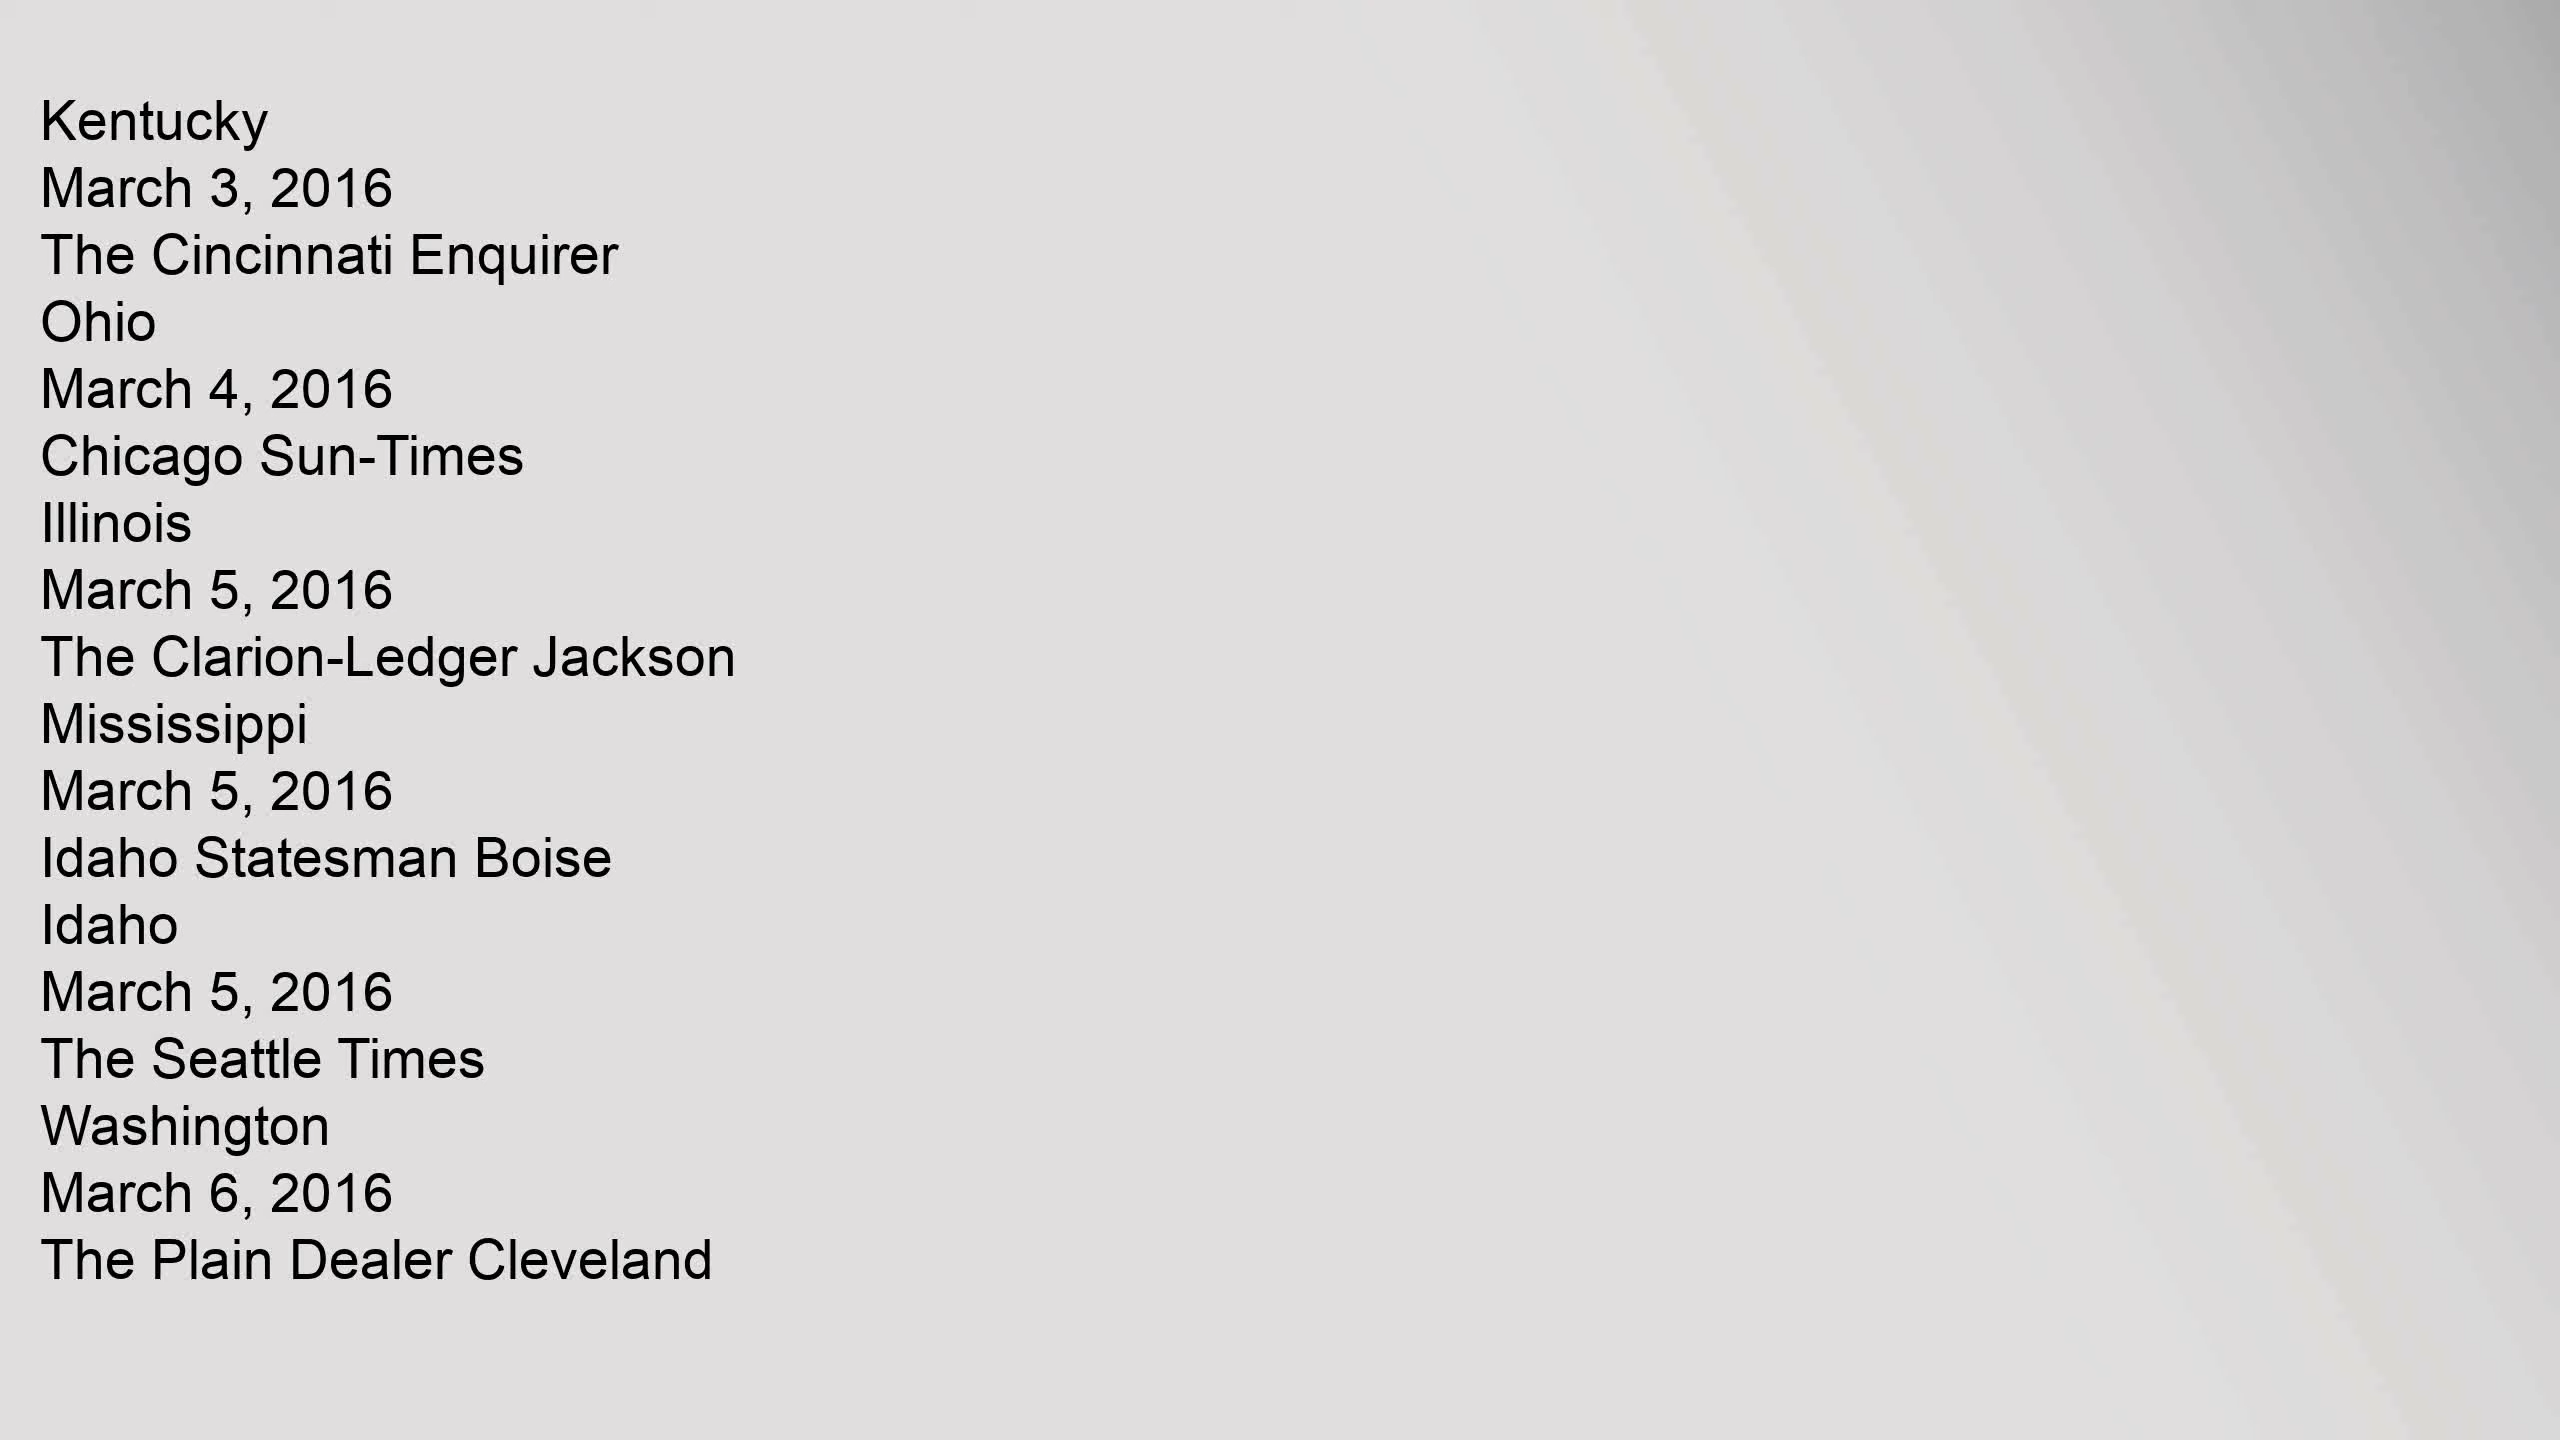 Kentucky
March 3, 2016
The Cincinnati Enquirer
Ohio
March 4, 2016
Chicago Sun-Times
Illinois
March 5, 2016
The Clarion-Ledger Jackson
Mississippi
March 5, 2016
Idaho Statesman Boise
Idaho
March 5, 2016
The Seattle Times
Washington
March 6, 2016
The Plain Dealer Cleveland